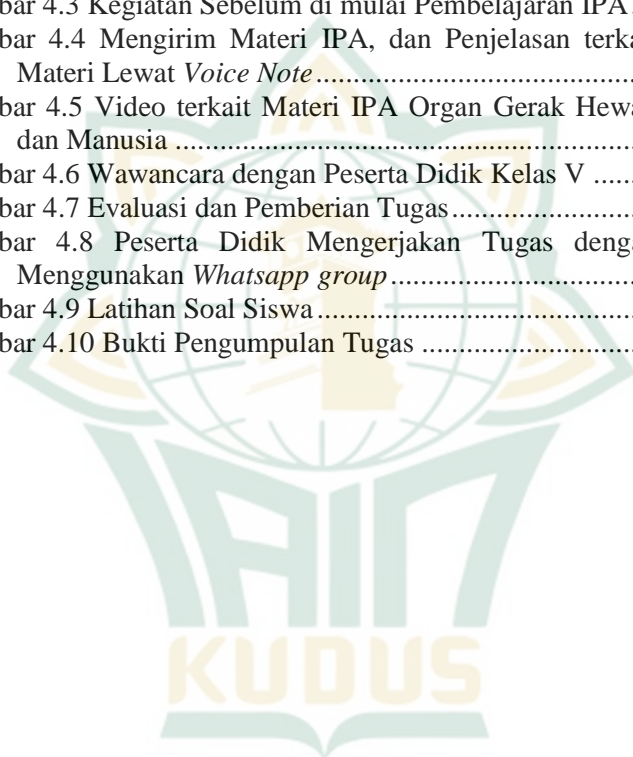 bar 4.3 Kegiatan Sebelum di mulai Pembelajaran IPA
bar 4.4 Mengirim Materi IPA, dan Penjelasan terka
Materi Lewat Voice Note
bar 4.5 Video terkait Materi IPA Organ Gerak Hewa
dan Manusia
bar 4.6 Wawancara dengan Peserta Didik Kelas V
bar 4.7 Evaluasi dan Pemberian Tugas
bar 4.8 Peserta Didik Mengerjakan Tugas denga
Menggunakan Whatsapp group
bar 4.9 Latihan Soal Siswa
bar 4.10 Bukti Pengumpulan Tugas
IAIN
KUDUS